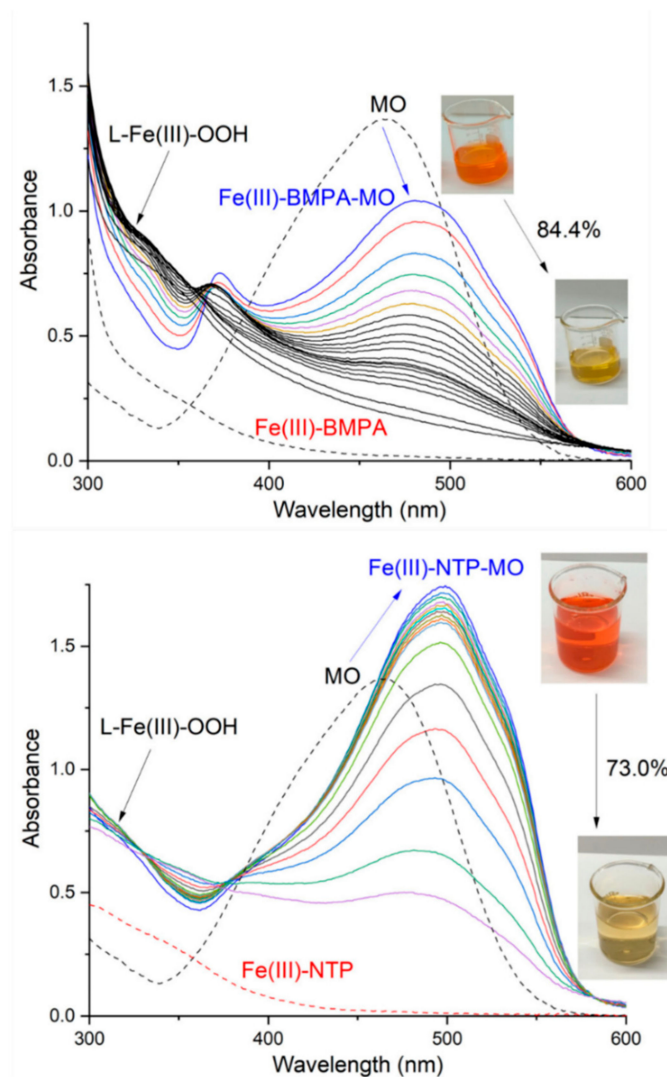 1.5
MO
L-Fe(III)-OOH
Fe(III)-BMPA-MO
1.0
84.4%
Absorbance
0.5
Fe(III)-BMPA
0.0
300
400
500
600
Wavelength (nm)
Fe(III)-NTP-MO
1.5
MO
L-Fe(III)-OOH
73.0%
1.0
Absorbance
0.5
Fe(III)-NTP
0.0
300
400
500
600
Wavelength (nm)